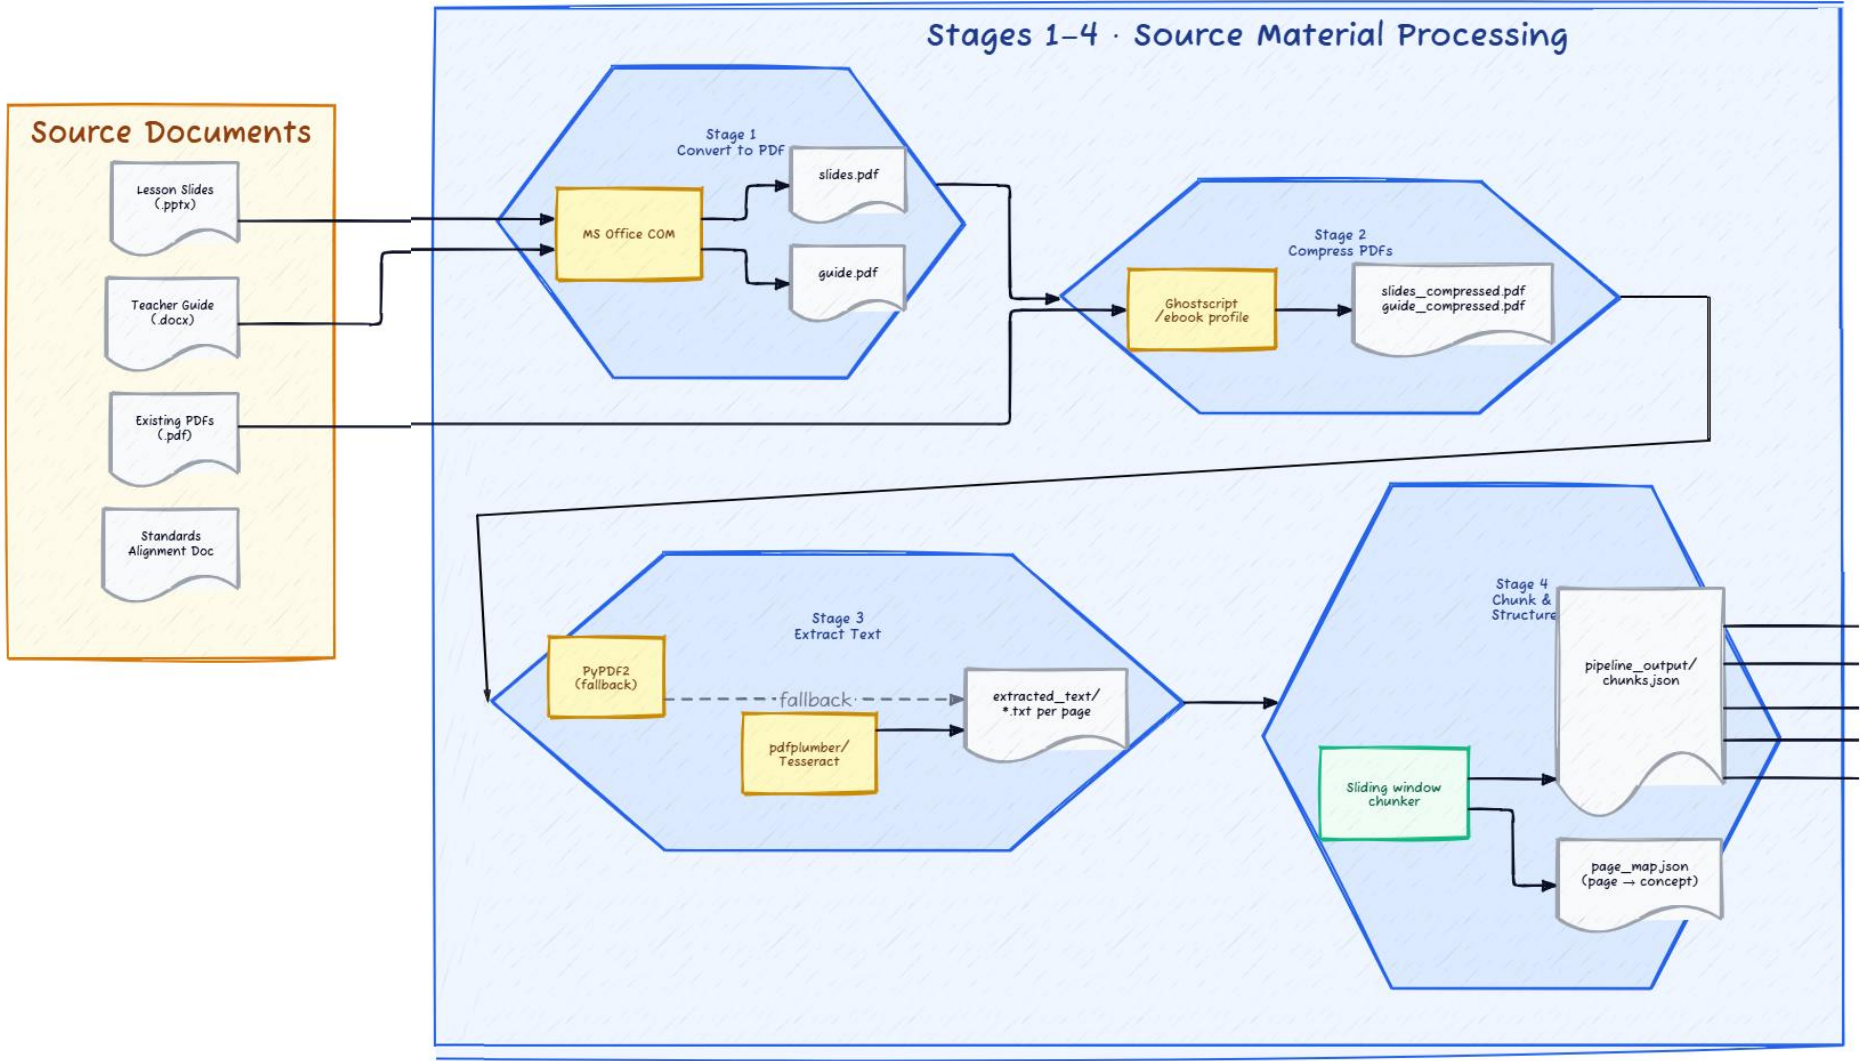 Stages 1–4 · Source Material Processing
Source Documents
Lesson Slides
(.pptx)
Teacher Guide
(.docx)
Existing PDFs
(.pdf)
Standards
Alignment Doc
Stage 1
Convert to PDF
MS Office COM
slides.pdf
guide.pdf
Stage 2
Compress PDFs
Ghostscript
/ebook profile
slides_compressed.pdf
guide_compressed.pdf
Stage 3
Extract Text
PyPDF2
(fallback)
fallback
pdfplumber/
Tesseract
extracted_text/
*.txt per page
Stage 4
Chunk &
Structure
Sliding window
chunker
pipeline_output/
chunks.json
page_map.json
(page → concept)